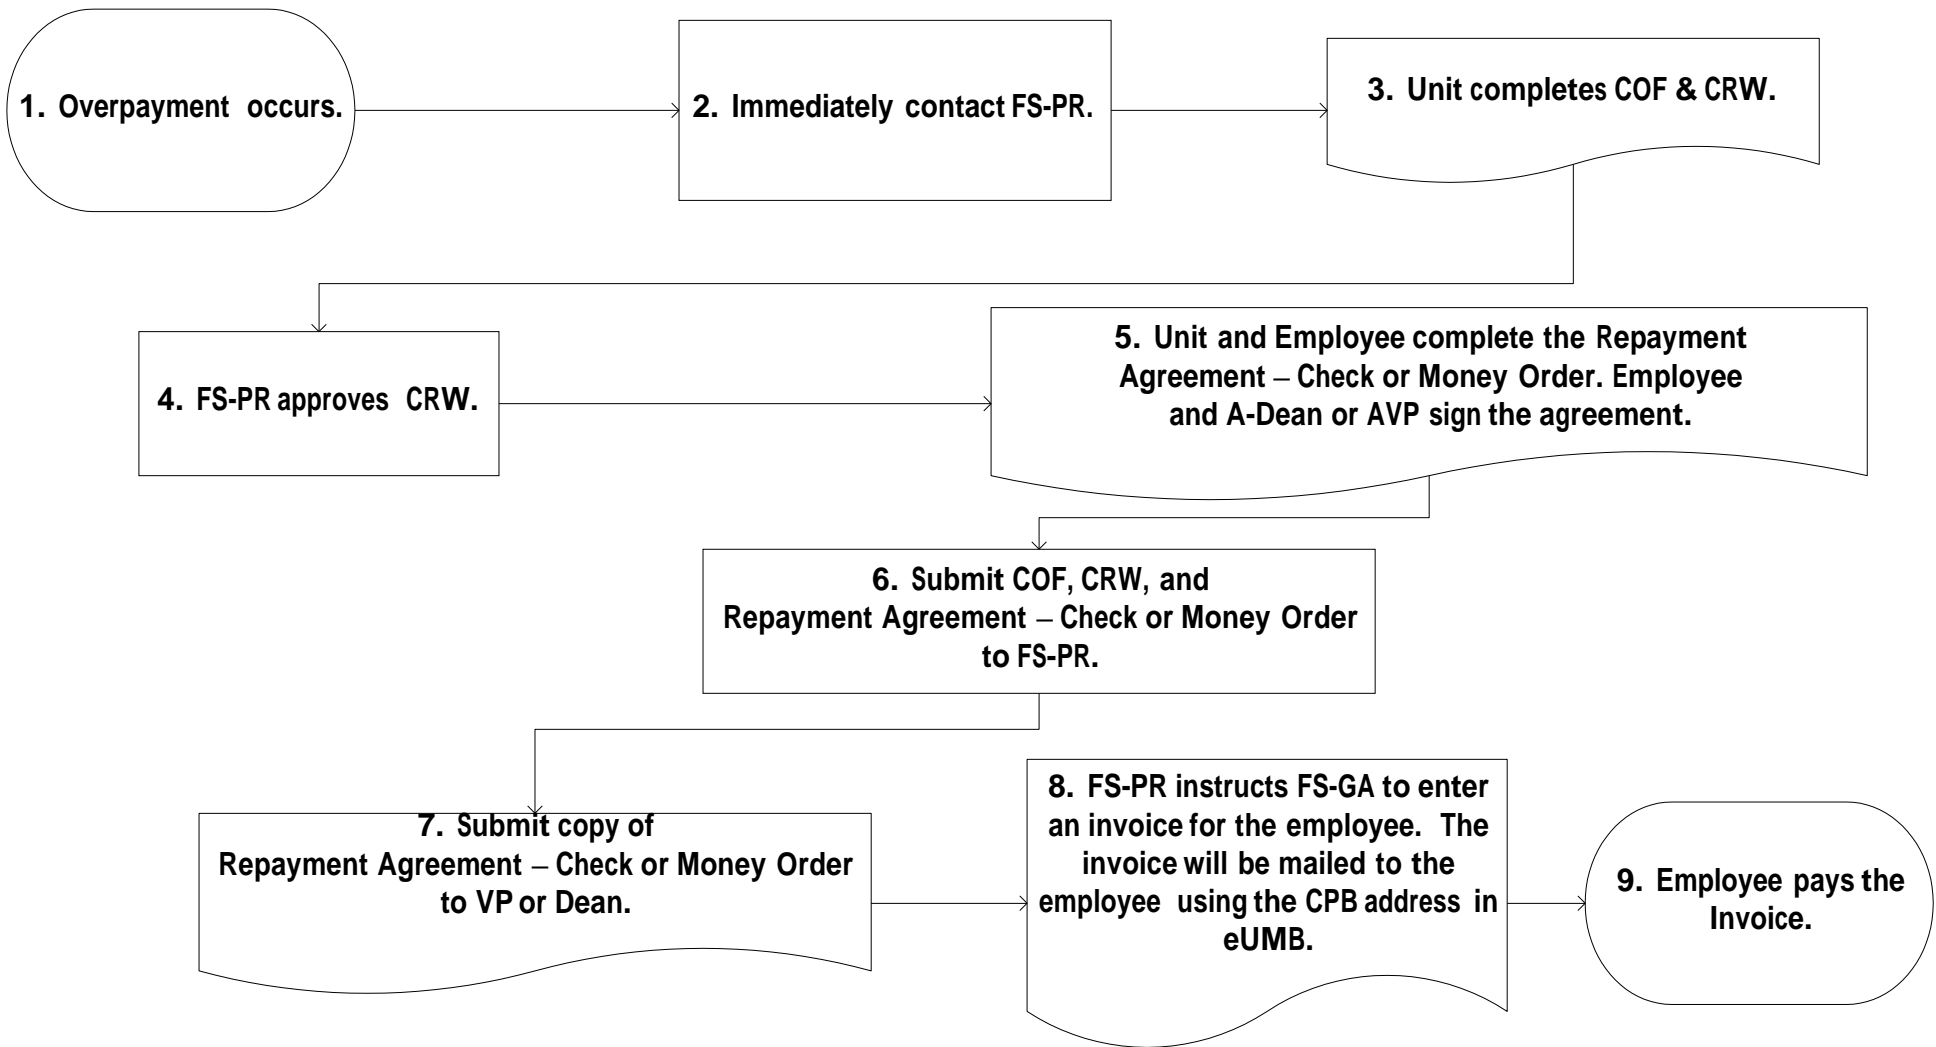 1. Overpayment occurs.
2. Immediately contact FS-PR.
3. Unit completes COF & CRW.
4. FS-PR approves CRW.
5. Unit and Employee complete the Repayment
Agreement – Check or Money Order. Employee
and A-Dean or AVP sign the agreement.
6. Submit COF, CRW, and
Repayment Agreement – Check or Money Order
to FS-PR.
7. Submit copy of
Repayment Agreement – Check or Money Order
to VP or Dean.
8. FS-PR instructs FS-GA to enter
an invoice for the employee. The
invoice will be mailed to the
employee using the CPB address in
eUMB.
9. Employee pays the
Invoice.